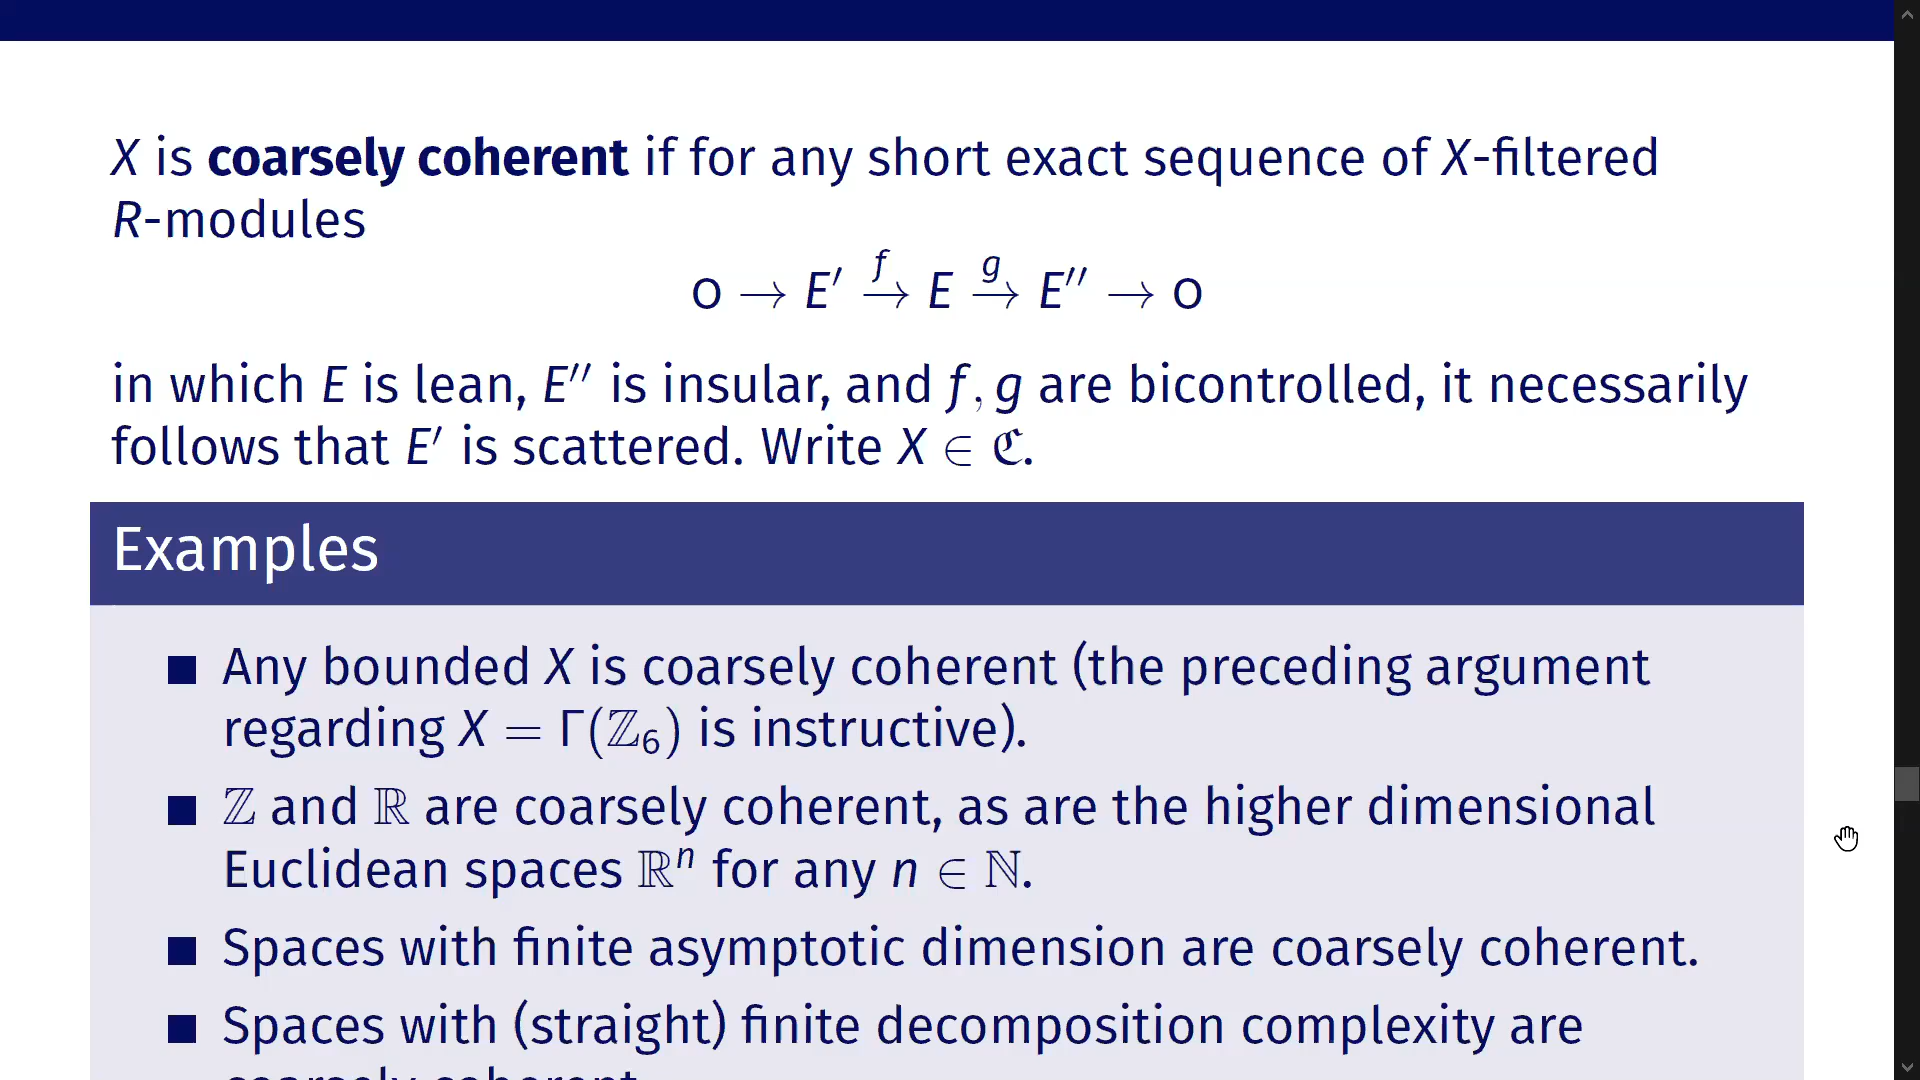 X is coarsely coherent if for any short exact sequence of X-filtered
R-modules
0 → E′ →^f E →^g E″ → 0
in which E is lean, E″ is insular, and f, g are bicontrolled, it necessarily
follows that E′ is scattered. Write X ∈ ℭ.
Examples
■ Any bounded X is coarsely coherent (the preceding argument
regarding X = Γ(ℤ₆) is instructive).
■ ℤ and ℝ are coarsely coherent, as are the higher dimensional
Euclidean spaces ℝⁿ for any n ∈ ℕ.
■ Spaces with finite asymptotic dimension are coarsely coherent.
■ Spaces with (straight) finite decomposition complexity are
coarsely coherent